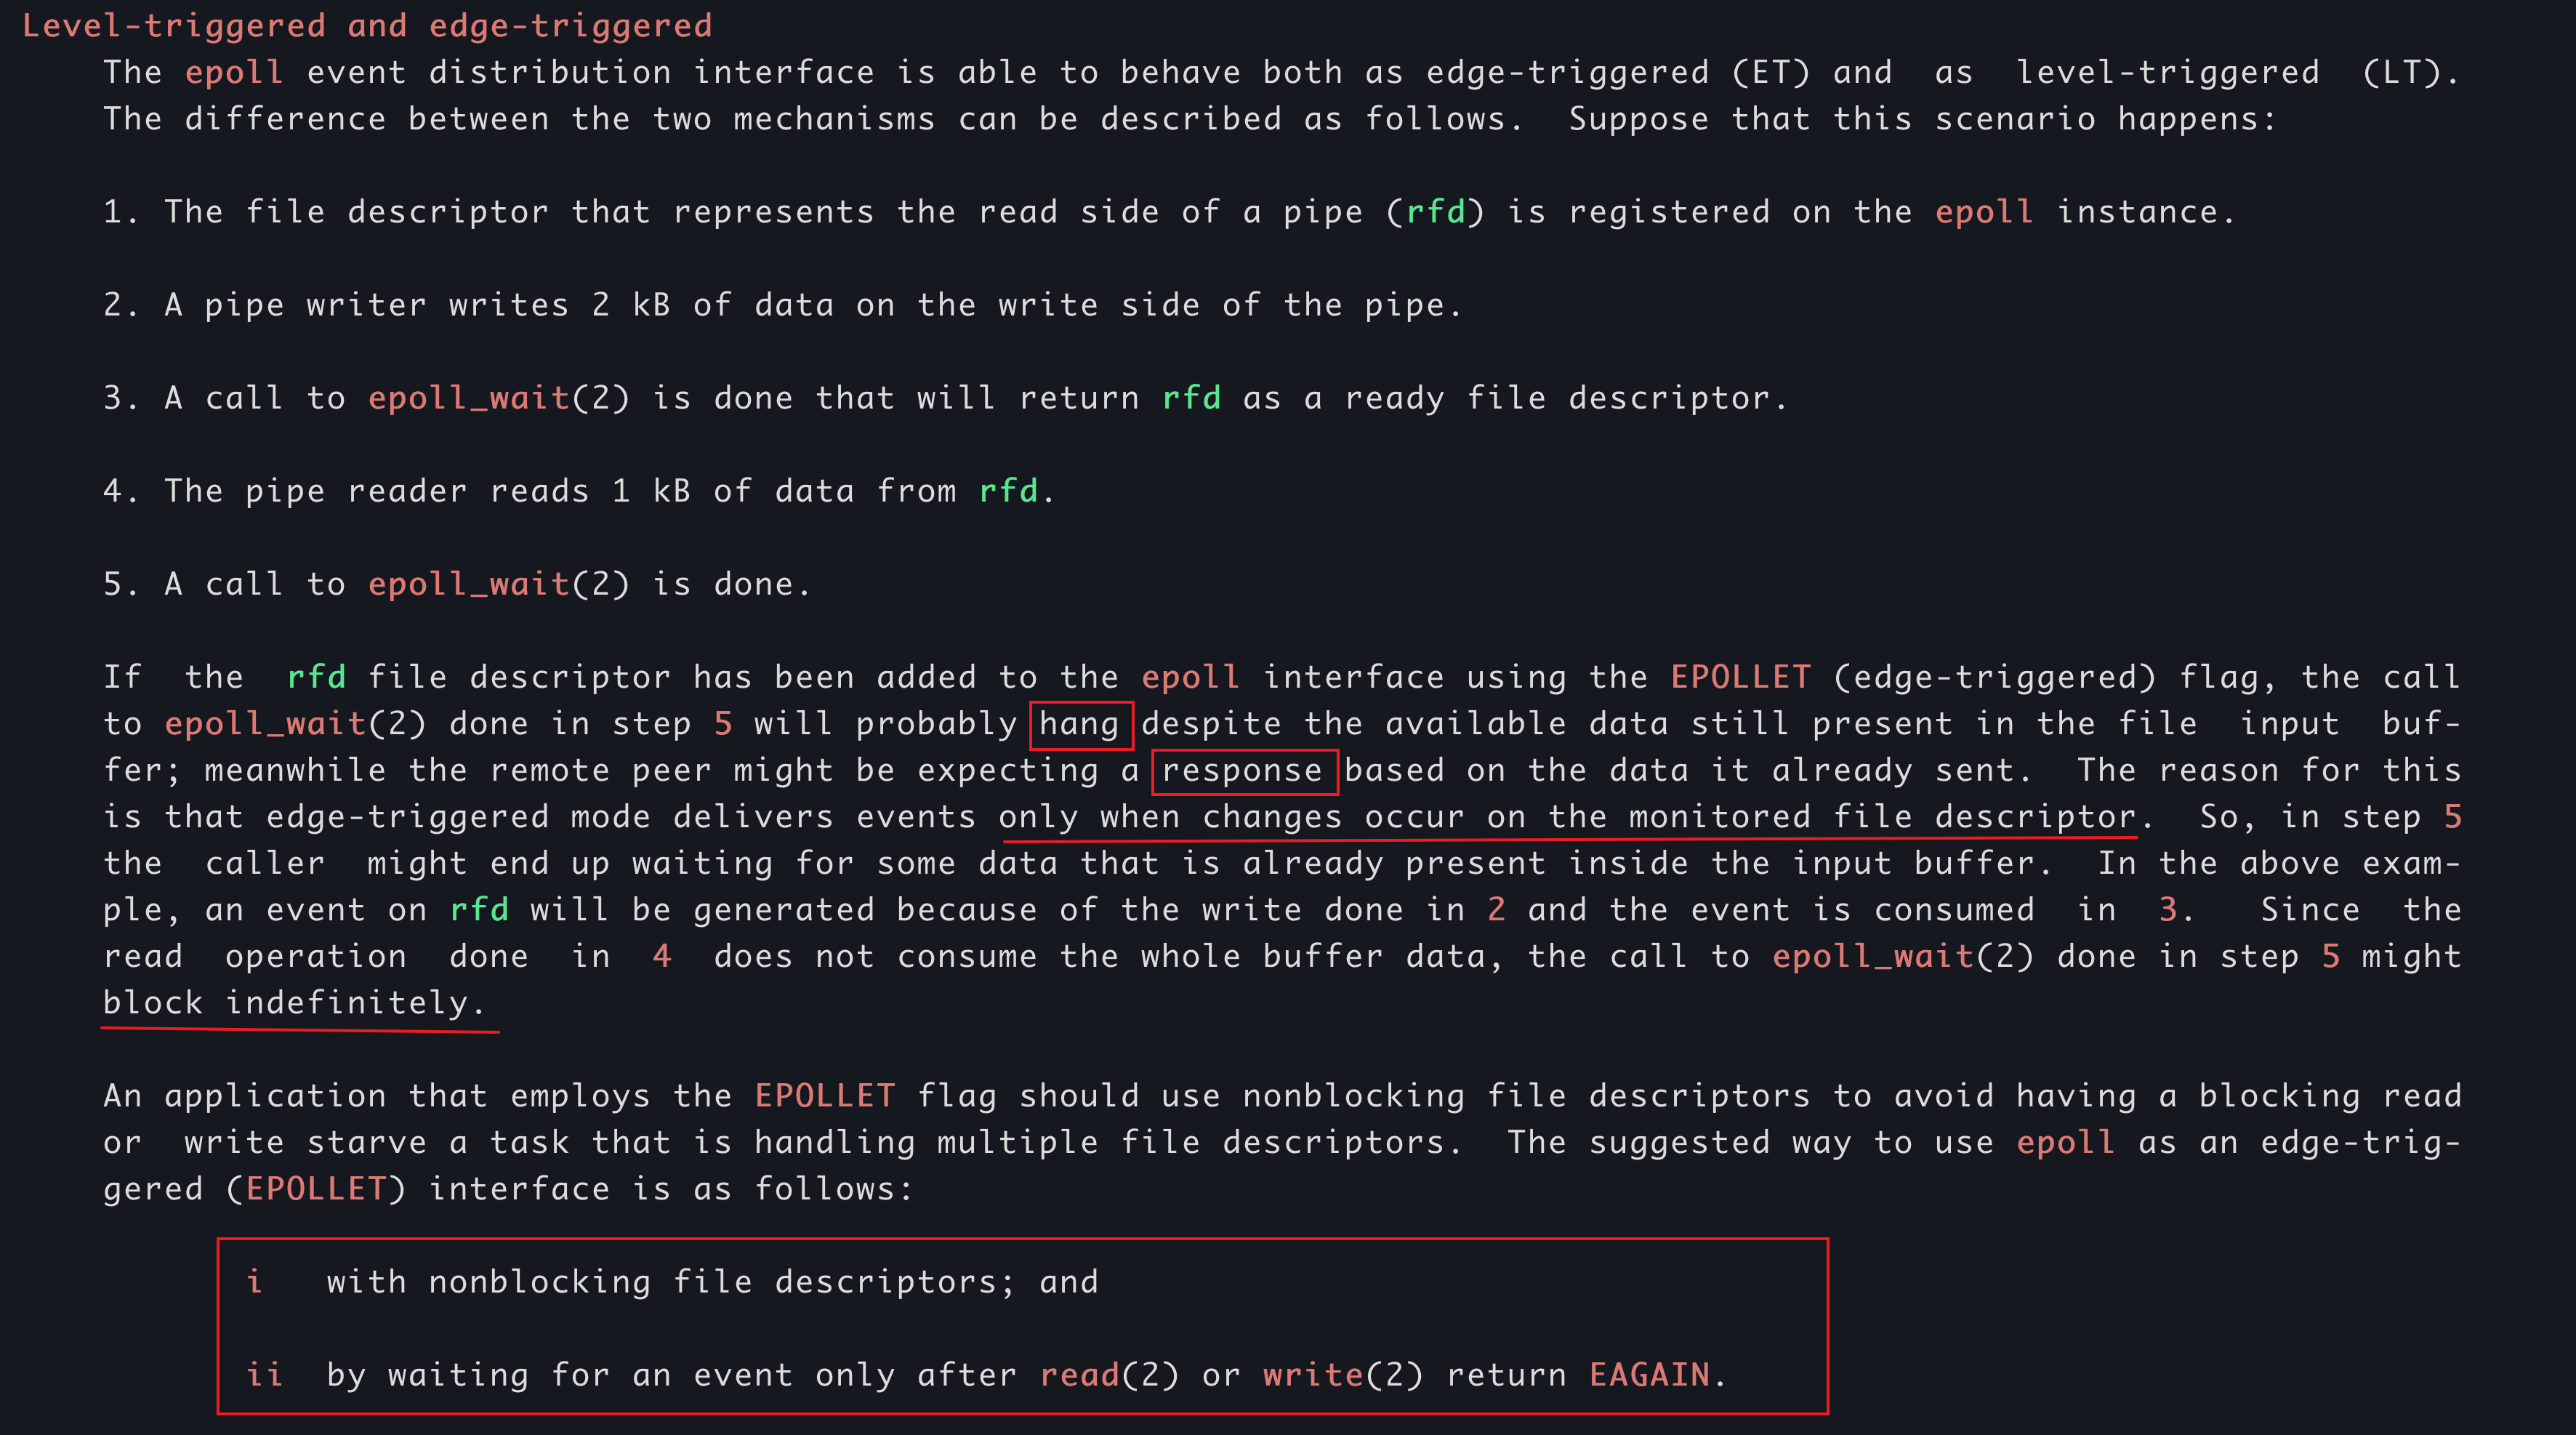 Level-triggered and edge-triggered
The epoll event distribution interface is able to behave both as edge-triggered (ET) and as level-triggered (LT).
The difference between the two mechanisms can be described as follows. Suppose that this scenario happens:
1. The file descriptor that represents the read side of a pipe (rfd) is registered on the epoll instance.
2. A pipe writer writes 2 kB of data on the write side of the pipe.
3. A call to epoll_wait(2) is done that will return rfd as a ready file descriptor.
4. The pipe reader reads 1 kB of data from rfd.
5. A call to epoll_wait(2) is done.
If the rfd file descriptor has been added to the epoll interface using the EPOLLET (edge-triggered) flag, the call
to epoll_wait(2) done in step 5 will probably hang despite the available data still present in the file input buf-
fer; meanwhile the remote peer might be expecting a response based on the data it already sent. The reason for this
is that edge-triggered mode delivers events only when changes occur on the monitored file descriptor. So, in step 5
the caller might end up waiting for some data that is already present inside the input buffer. In the above exam-
ple, an event on rfd will be generated because of the write done in 2 and the event is consumed in 3. Since the
read operation done in 4 does not consume the whole buffer data, the call to epoll_wait(2) done in step 5 might
block indefinitely.
An application that employs the EPOLLET flag should use nonblocking file descriptors to avoid having a blocking read
or write starve a task that is handling multiple file descriptors. The suggested way to use epoll as an edge-trig-
gered (EPOLLET) interface is as follows:
i with nonblocking file descriptors; and
ii by waiting for an event only after read(2) or write(2) return EAGAIN.